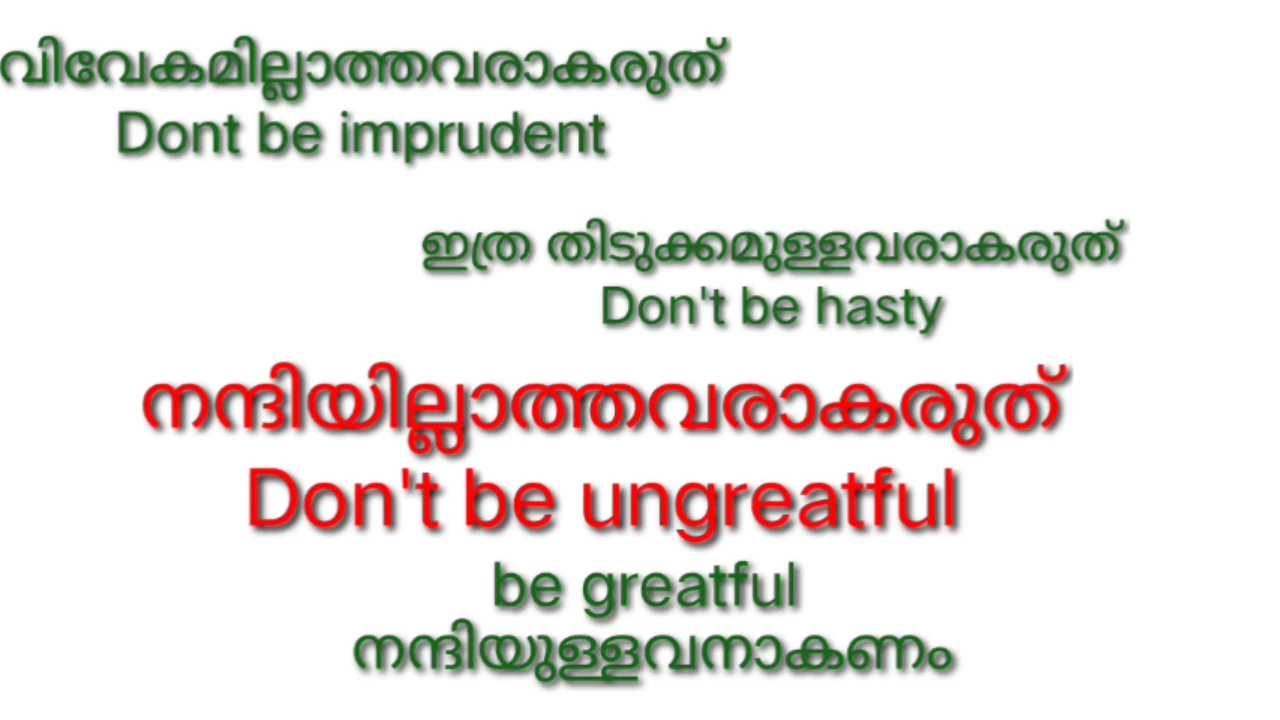 വിവേകമില്ലാത്തവരാകരുത്
Dont be imprudent
ഇത്ര തിടുക്കമുള്ളവരാകരുത്
Don't be hasty
നന്ദിയില്ലാത്തവരാകരുത്
Don't be ungreatful
be greatful
നന്ദിയുള്ളവനാകണം